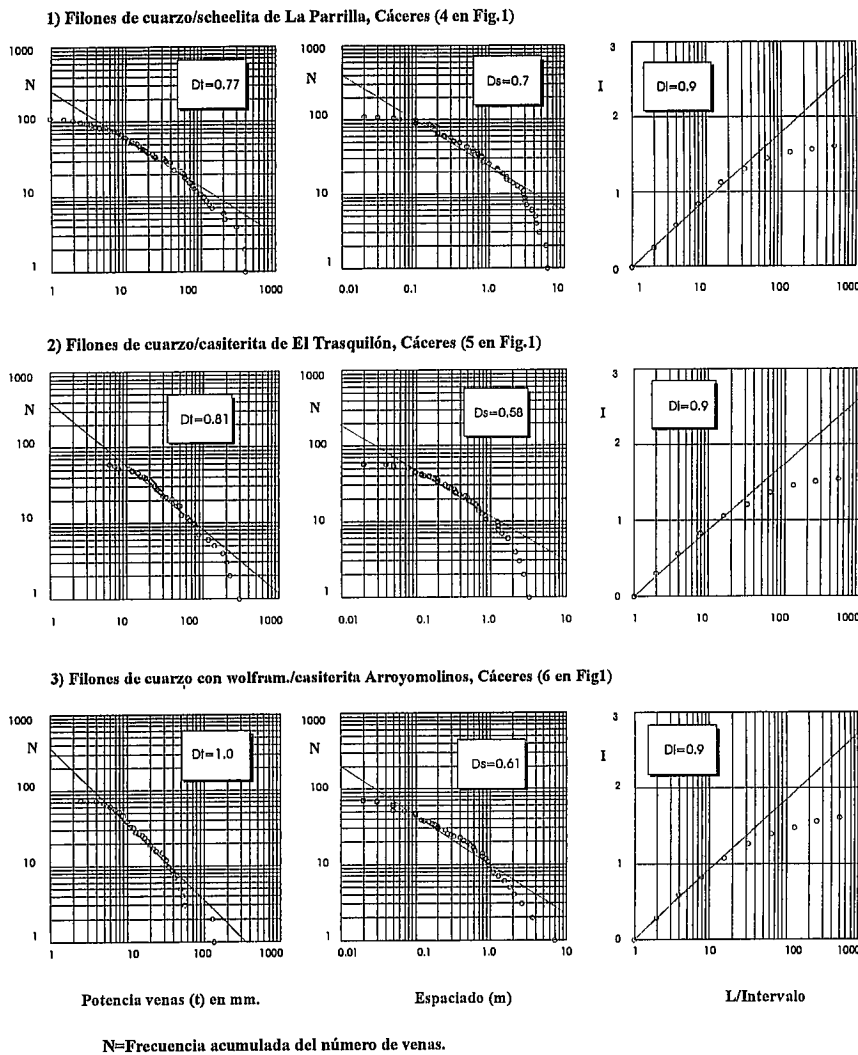 1) Filones de cuarzo/scheelita de La Parrilla, Cáceres (4 en Fig.1)
1000
N
100
10
1
Dt=0.77
1 10 100 1000
1000
N
100
10
1
Ds=0.7
0.01 0.1 1.0 10
3
I
2
1
0
DI=0.9
1 10 100 1000
2) Filones de cuarzo/casiterita de El Trasquilón, Cáceres (5 en Fig.1)
1000
N
100
10
1
Dt=0.81
1 10 100 1000
1000
N
100
10
1
Ds=0.58
0.01 0.1 1.0 10
3
I
2
1
0
DI=0.9
1 10 100 1000
3) Filones de cuarzo con wolfram./casiterita Arroyomolinos, Cáceres (6 en Fig1)
1000
N
100
10
1
Dt=1.0
1 10 100 1000
1000
N
100
10
1
Ds=0.61
0.01 0.1 1.0 10
3
I
2
1
0
DI=0.9
1 10 100 1000
Potencia venas (t) en mm.
Espaciado (m)
L/Intervalo
N=Frecuencia acumulada del número de venas.